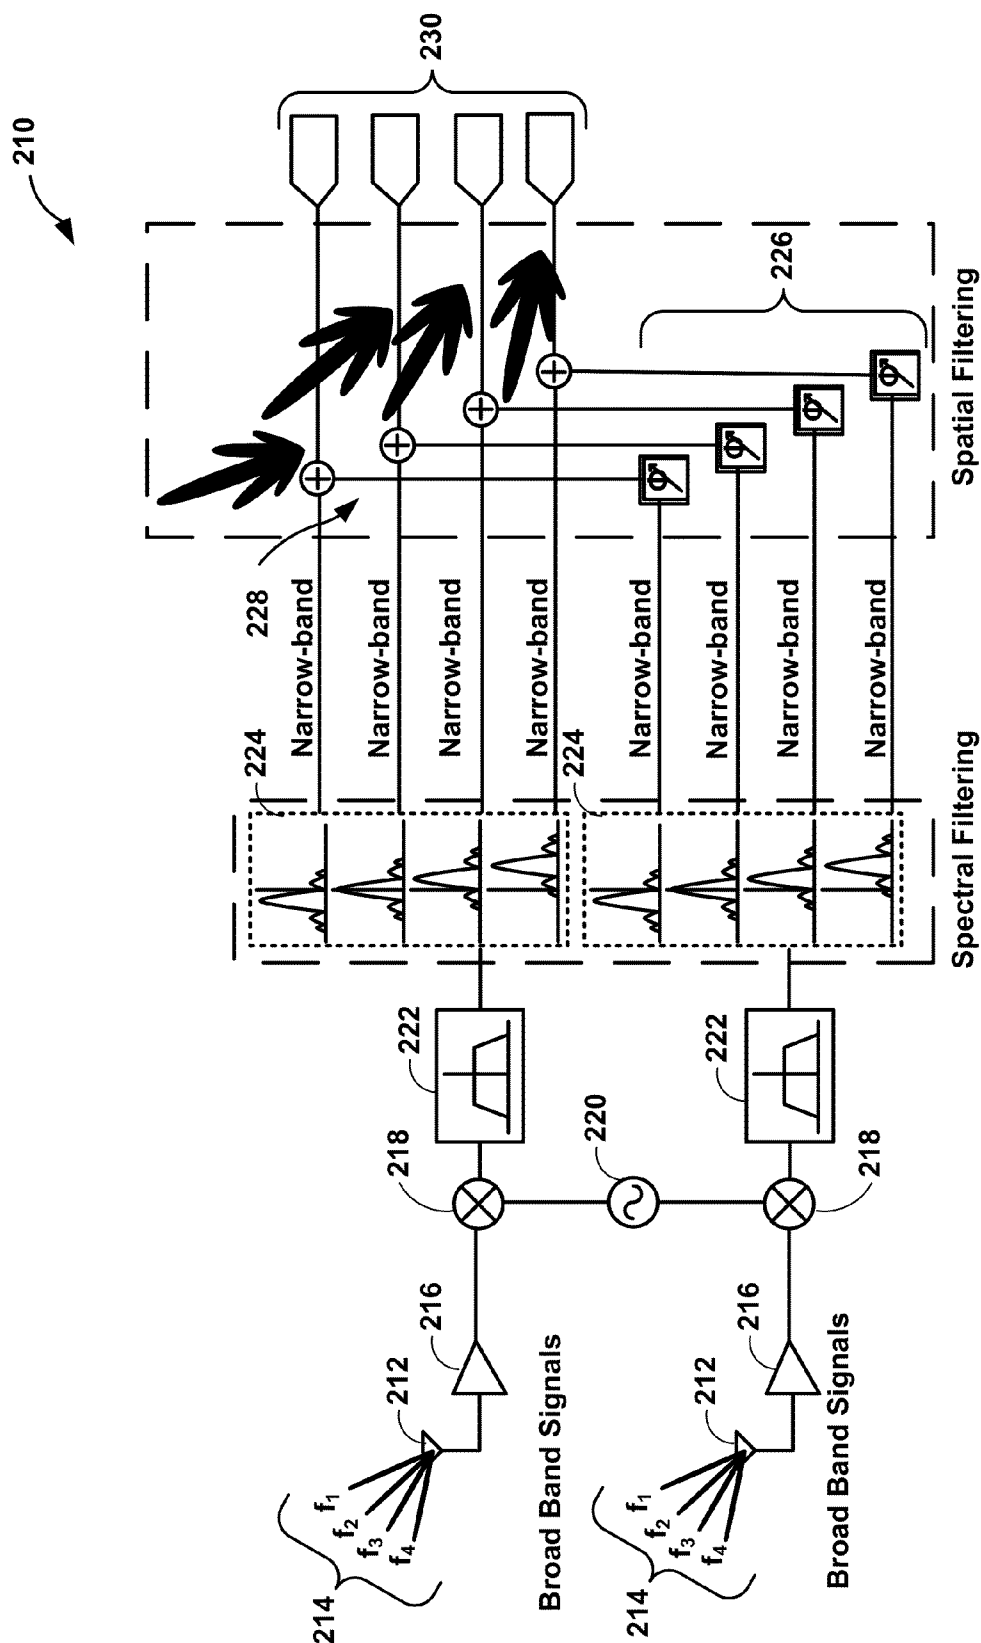 210
230
228
226
Spatial Filtering
Narrow-band
Narrow-band
Narrow-band
Narrow-band
Narrow-band
Narrow-band
Narrow-band
Narrow-band
224
224
Spectral Filtering
222
222
218
220
218
216
216
212
212
f1
f2
f3
f4
214
Broad Band Signals
f1
f2
f3
f4
214
Broad Band Signals
Φ
Φ
Φ
Φ